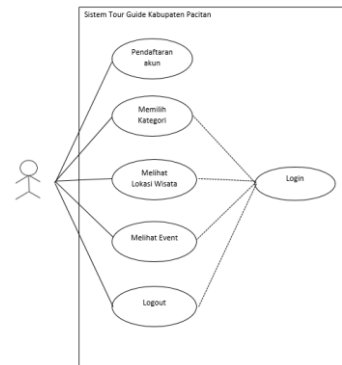 Sistem Tour Guide Kabupaten Pacitan
Pendaftaran
akun
Memilih
Kategori
Melihat
Lokasi Wisata
Login
Melihat Event
Logout